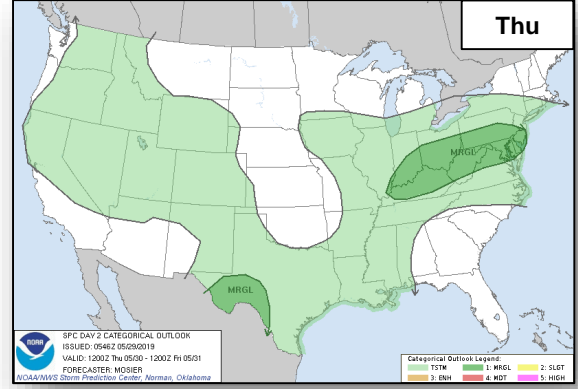 Thu
MRGL
MRGL
NOAA
SPC DAY 2 CATEGORICAL OUTLOOK
ISSUED: 0546Z 05/29/2019
VALID: 1200Z Thu 05/30 - 1200Z Fri 05/31
FORECASTER: MOSIER
NOAA/NWS Storm Prediction Center, Norman, Oklahoma
Categorical Outlook Legend:
TSTM 1: MRGL 2: SLGT
3: ENH 4: MDT 5: HIGH